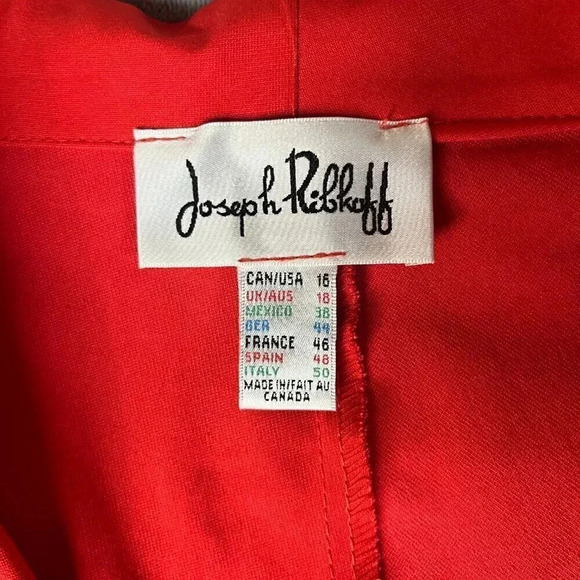 Joseph Ribkoff
CAN/USA 16
UK/AUS 18
MEXICO 38
GER 44
FRANCE 46
SPAIN 48
ITALY 50
MADE IN/FAIT AU
CANADA